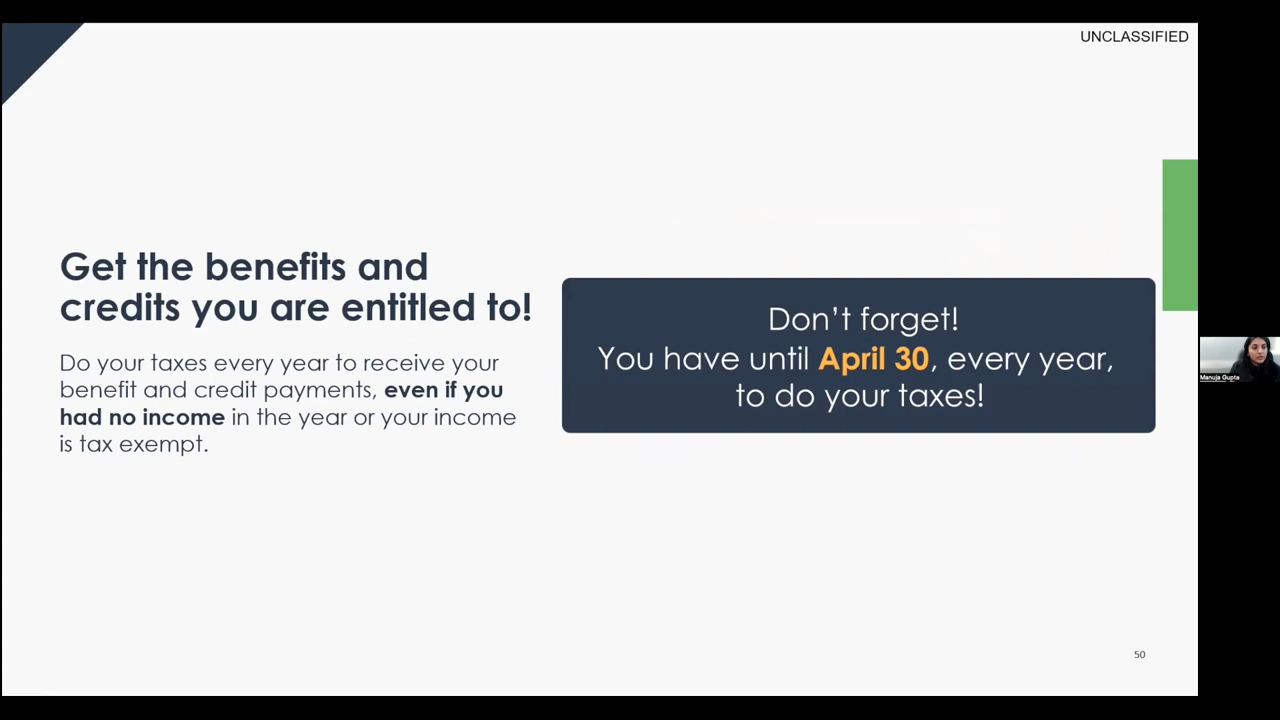 UNCLASSIFIED
Get the benefits and
credits you are entitled to!
Do your taxes every year to receive your
benefit and credit payments, even if you
had no income in the year or your income
is tax exempt.
Don’t forget!
You have until April 30, every year,
to do your taxes!
Manuja Gupta
50